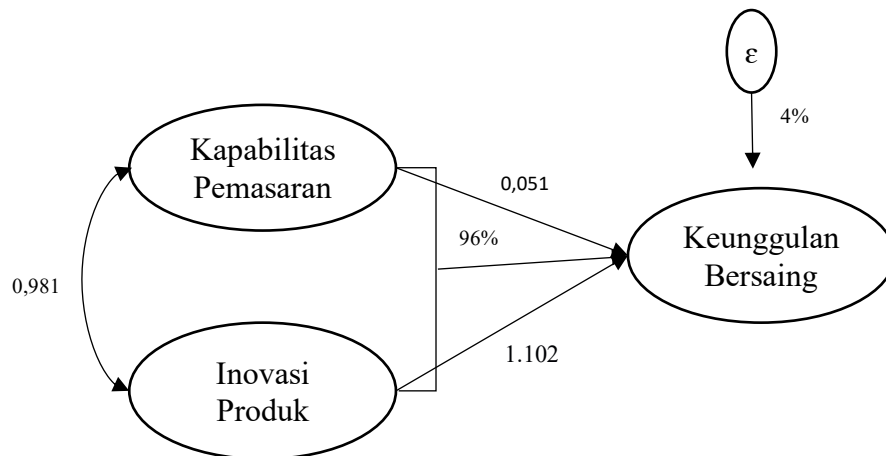 ε
4%
Kapabilitas
Pemasaran
0,051
96%
Keunggulan
Bersaing
0,981
1.102
Inovasi
Produk